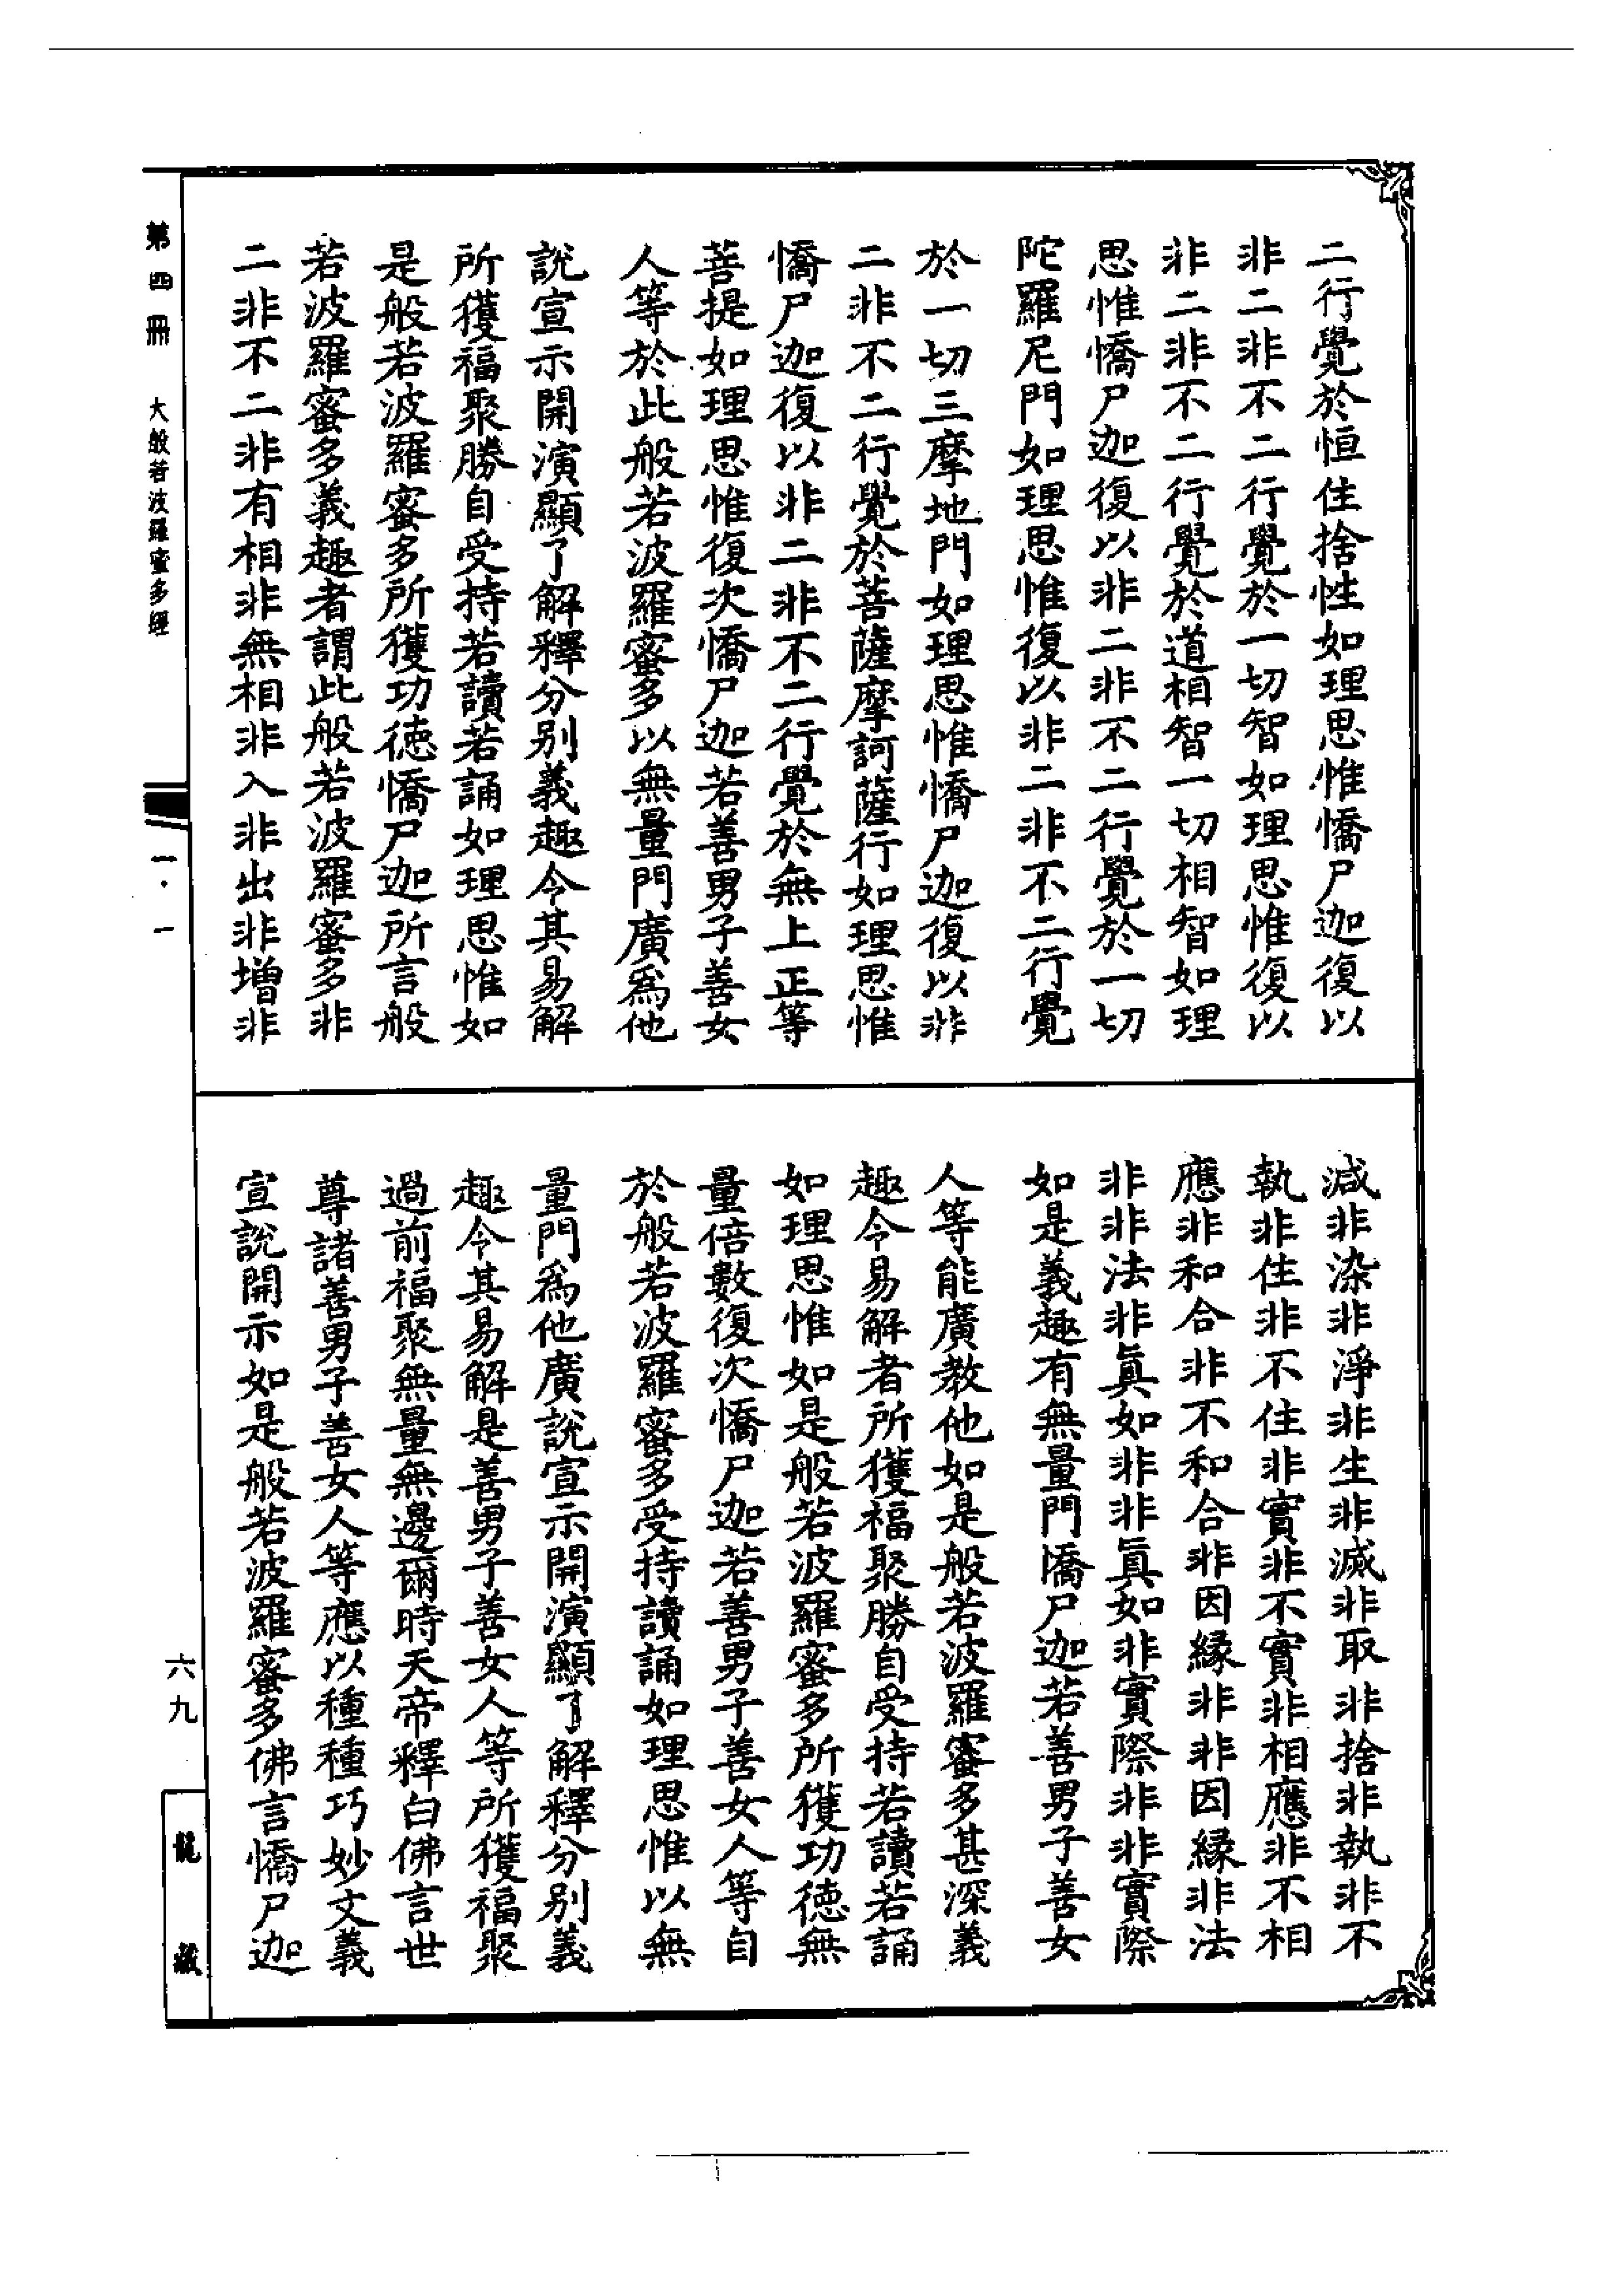 二行覺於恒住捨性如理思惟憍尸迦復以
非二非不二行覺於一切智如理思惟復以
非二非不二行覺於道相智一切相智如理
思惟憍尸迦復以非二非不二行覺於一切
陀羅尼門如理思惟復以非二非不二行覺
於一切三摩地門如理思惟憍尸迦復以非
二非不二行覺於菩薩摩訶薩行如理思惟
憍尸迦復以非二非不二行覺於無上正等
菩提如理思惟復次憍尸迦若善男子善女
人等於此般若波羅蜜多以無量門廣爲他
說宣示開演顯了解釋分別義趣令其易解
所獲福聚勝自受持若讀若誦如理思惟如
是般若波羅蜜多所獲功徳憍尸迦所言般
若波羅蜜多義趣者謂此般若波羅蜜多非
二非不二非有相非無相非入非出非增非
減非染非淨非生非滅非取非捨非執非不
執非住非不住非實非不實非相應非不相
應非和合非不和合非因緣非非因緣非法
非非法非眞如非非眞如非實際非非實際
如是義趣有無量門憍尸迦若善男子善女
人等能廣教他如是般若波羅蜜多甚深義
趣令易解者所獲福聚勝自受持若讀若誦
如理思惟如是般若波羅蜜多所獲功徳無
量倍數復次憍尸迦若善男子善女人等自
於般若波羅蜜多受持讀誦如理思惟以無
量門爲他廣說宣示開演顯了解釋分別義
趣令其易解是善男子善女人等所獲福聚
過前福聚無量無邊爾時天帝釋白佛言世
尊諸善男子善女人等應以種種巧妙文義
宣說開示如是般若波羅蜜多佛言憍尸迦
第四冊 大般若波羅蜜多經
一·一
六九
龍藏